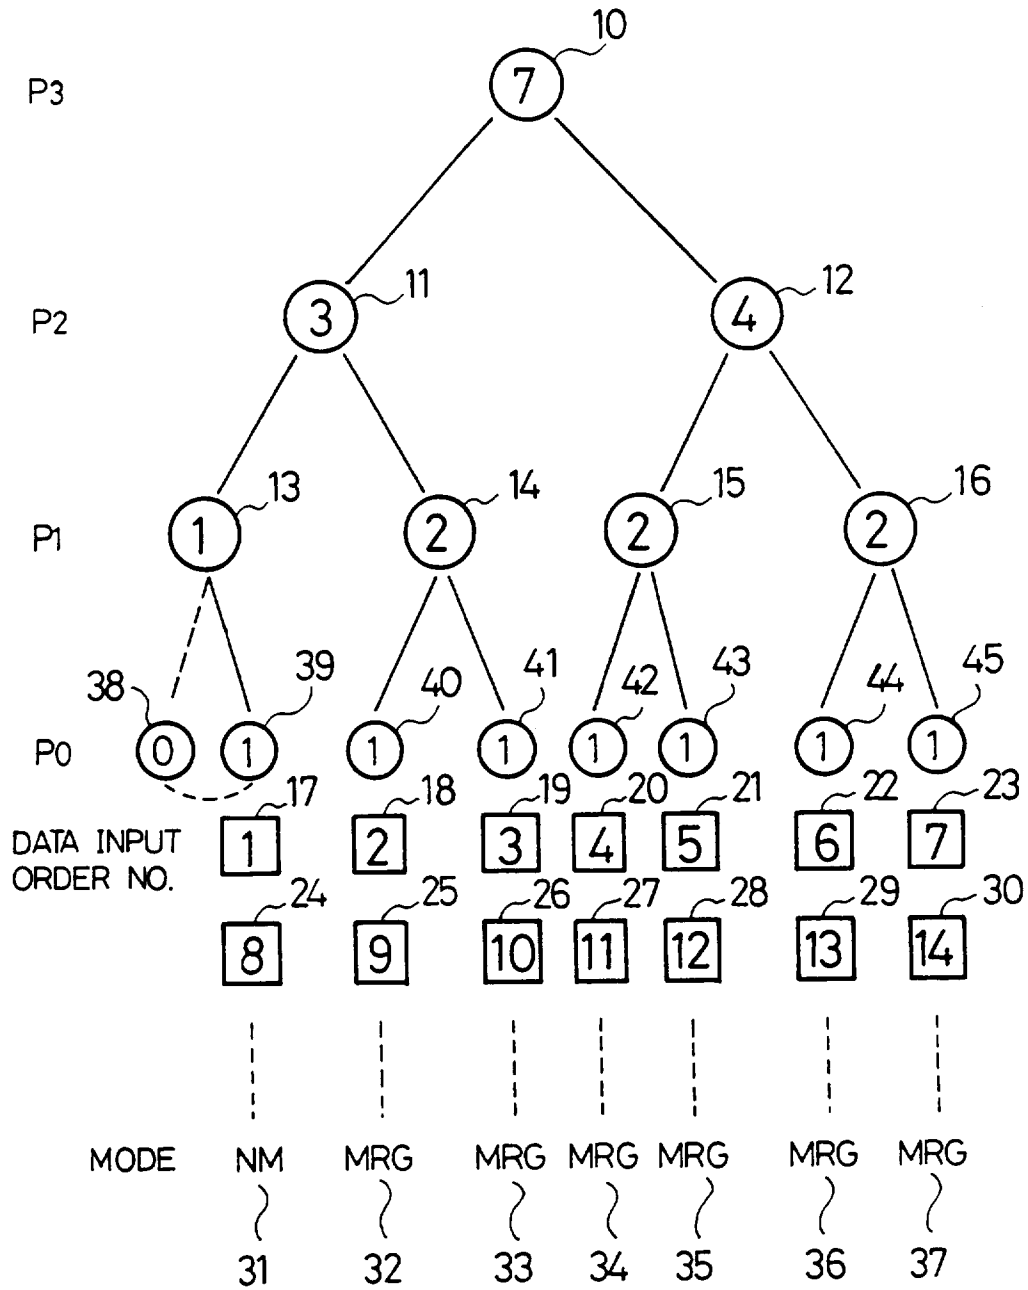 10
P3 7
11 12
P2 3 4
13 14 15 16
P1 1 2 2 2
38 39 40 41 42 43 44 45
P0 0 1 1 1 1 1 1 1
17 18 19 20 21 22 23
DATA INPUT 1 2 3 4 5 6 7
ORDER NO.
24 25 26 27 28 29 30
8 9 10 11 12 13 14
MODE NM MRG MRG MRG MRG MRG MRG
31 32 33 34 35 36 37